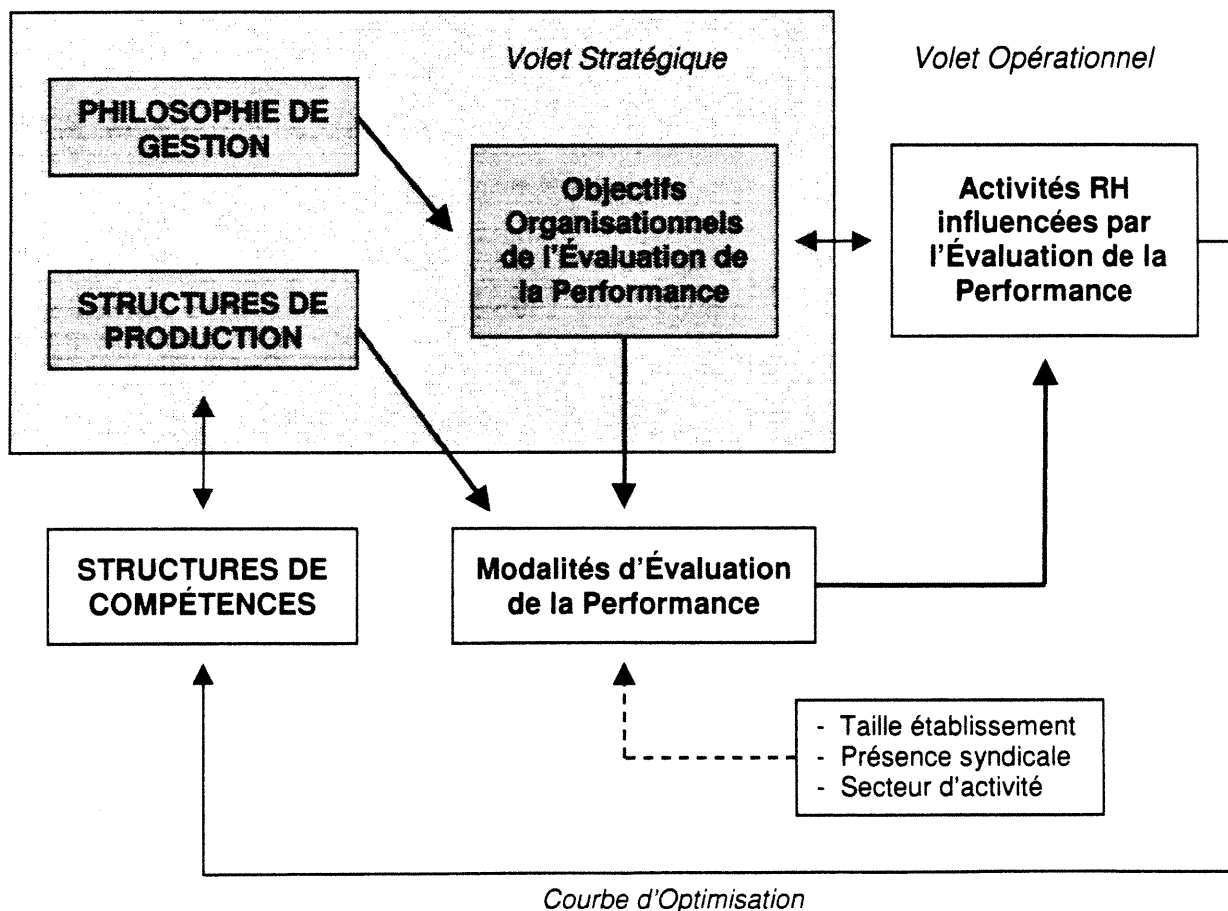 Volet Stratégique
Volet Opérationnel
PHILOSOPHIE DE
GESTION
Objectifs
Organisationnels
de l'Évaluation de
la Performance
Activités RH
influencées par
l'Évaluation de la
Performance
STRUCTURES DE
PRODUCTION
STRUCTURES DE
COMPÉTENCES
Modalités d'Évaluation
de la Performance
- Taille établissement
- Présence syndicale
- Secteur d'activité
Courbe d'Optimisation